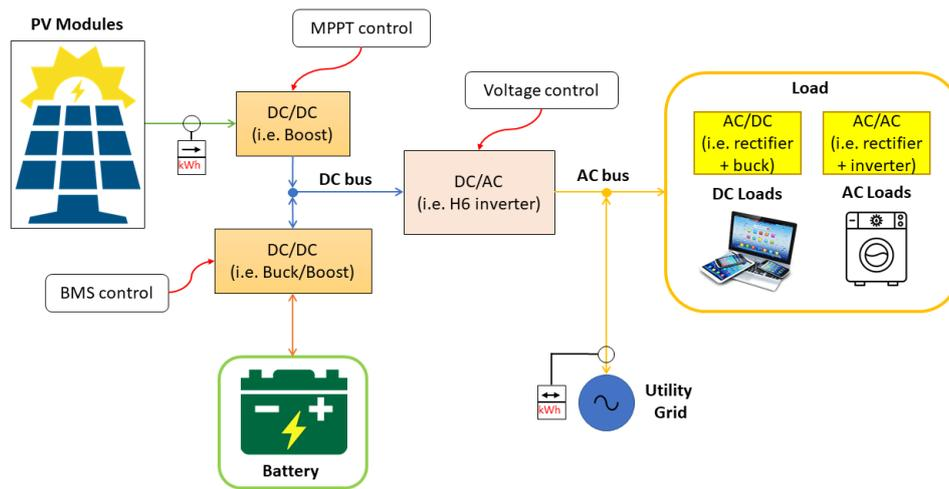 PV Modules
MPPT control
DC/DC
(i.e. Boost)
kWh
Voltage control
DC bus
DC/AC
(i.e. H6 inverter)
AC bus
Load
AC/DC
(i.e. rectifier
+ buck)
AC/AC
(i.e. rectifier
+ inverter)
DC Loads
AC Loads
DC/DC
(i.e. Buck/Boost)
BMS control
Battery
kWh
Utility
Grid